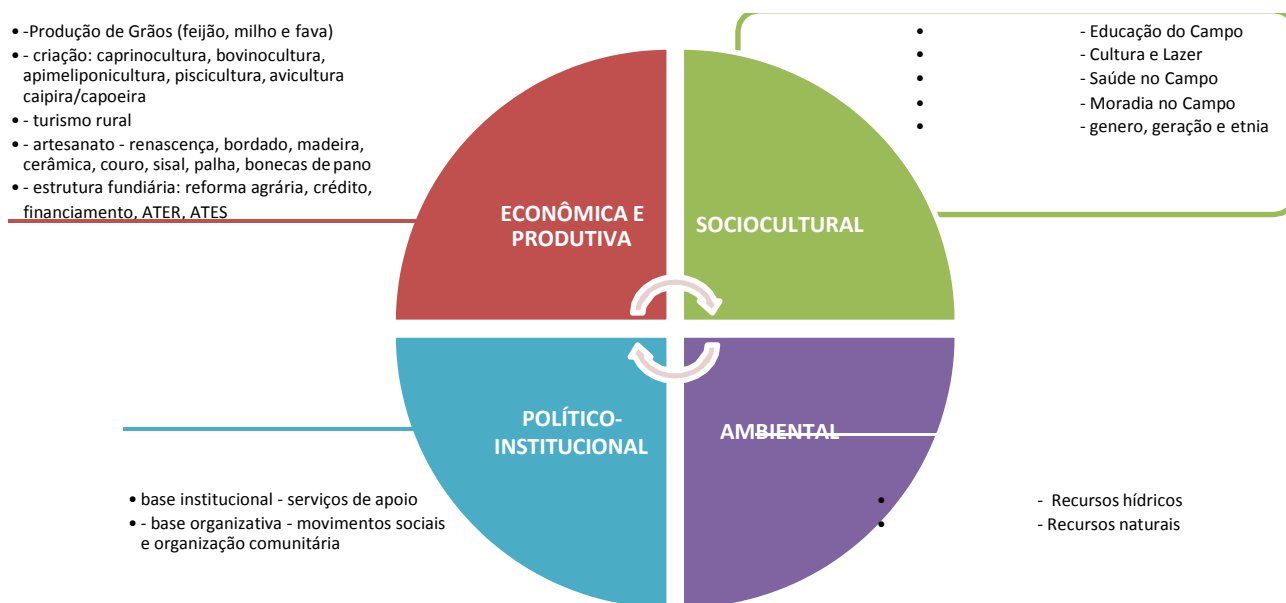 • -Produção de Grãos (feijão, milho e fava)
• - criação: caprinocultura, bovinocultura,
apimeliponicultura, piscicultura, avicultura
caipira/capoeira
• - turismo rural
• - artesanato - renascença, bordado, madeira,
cerâmica, couro, sisal, palha, bonecas de pano
• - estrutura fundiária: reforma agrária, crédito,
financiamento, ATER, ATES
• - Educação do Campo
• - Cultura e Lazer
• - Saúde no Campo
• - Moradia no Campo
• - genero, geração e etnia
ECONÔMICA E
PRODUTIVA
SOCIOCULTURAL
POLÍTICO-
INSTITUCIONAL
AMBIENTAL
• base institucional - serviços de apoio
• - base organizativa - movimentos sociais
e organização comunitária
• - Recursos hídricos
• - Recursos naturais